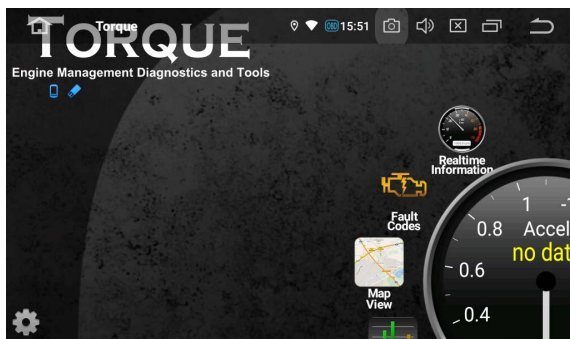 Torque
OBD 15:51
TORQUE
Engine Management Diagnostics and Tools
Realtime
Information
Fault
Codes
Map
View
1
0.8
Accel
no dat
0.6
0.4